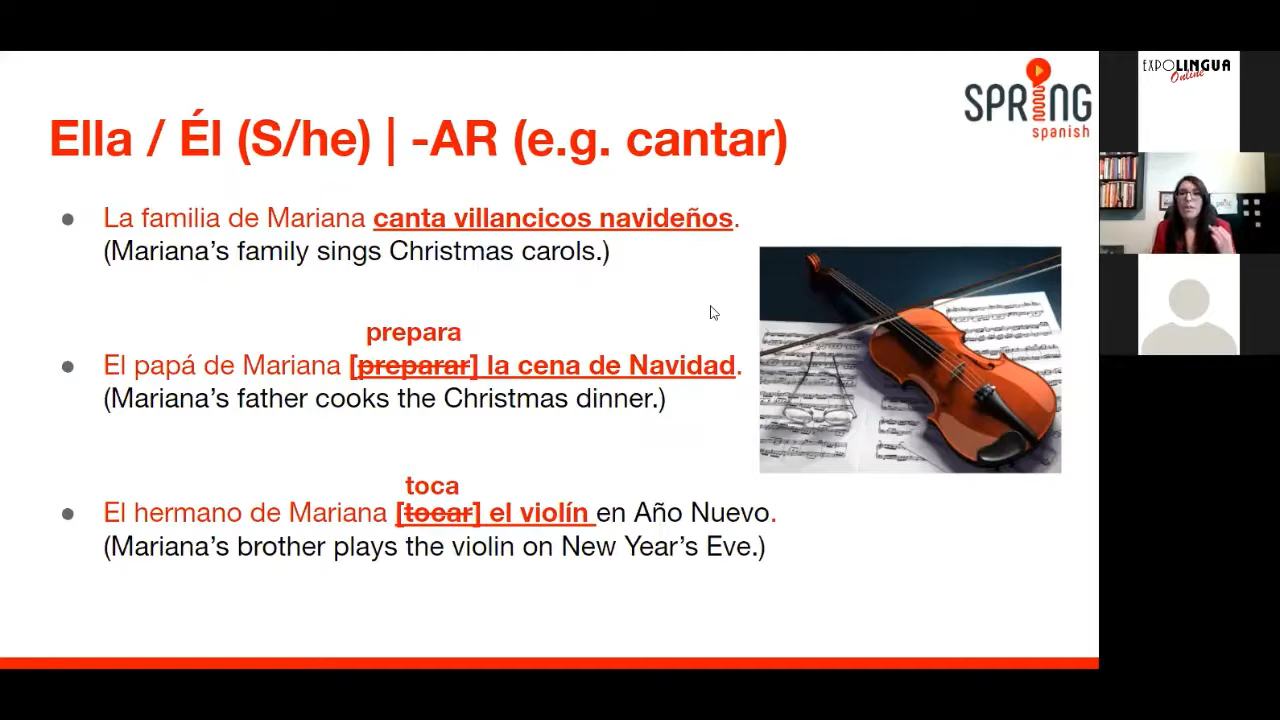 EXPOLINGUA
Online
SPRING
spanish
Ella / Él (S/he) | -AR (e.g. cantar)
La familia de Mariana canta villancicos navideños.
(Mariana’s family sings Christmas carols.)
prepara
El papá de Mariana [preparar] la cena de Navidad.
(Mariana’s father cooks the Christmas dinner.)
toca
El hermano de Mariana [tocar] el violín en Año Nuevo.
(Mariana’s brother plays the violin on New Year’s Eve.)